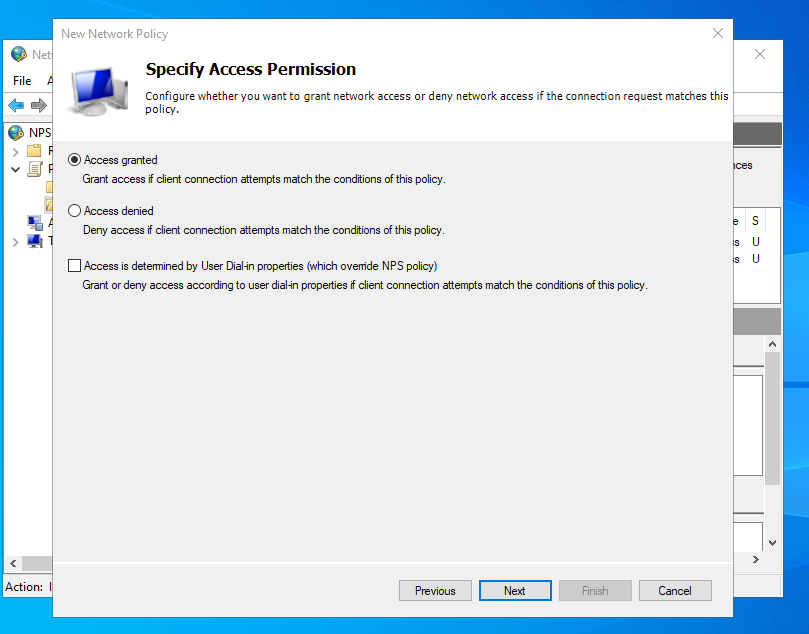 New Network Policy
Specify Access Permission
Configure whether you want to grant network access or deny network access if the connection request matches this
policy.
File
NPS
Access granted
Grant access if client connection attempts match the conditions of this policy.
Access denied
Deny access if client connection attempts match the conditions of this policy.
Access is determined by User Dial-in properties (which override NPS policy)
Grant or deny access according to user dial-in properties if client connection attempts match the conditions of this policy.
S
U
U
Action:
Previous
Next
Finish
Cancel